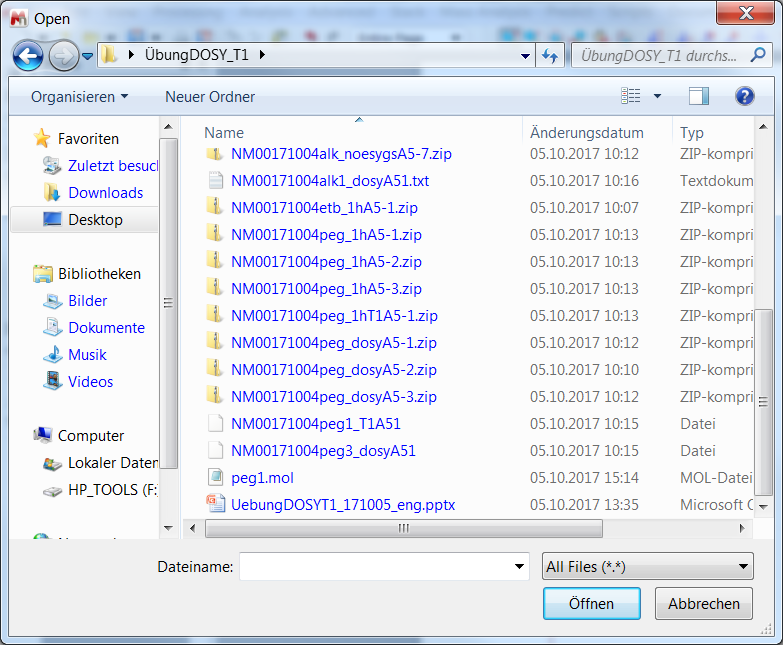 Open
ÜbungDOSY_T1
ÜbungDOSY_T1 durchs...
Organisieren
Neuer Ordner
Favoriten
Zuletzt besucl
Downloads
Desktop
Bibliotheken
Bilder
Dokumente
Musik
Videos
Computer
Lokaler Daten
HP_TOOLS (F:
Name Änderungsdatum Typ
NM00171004alk_noesygsA5-7.zip 05.10.2017 10:12 ZIP-kompri
NM00171004alk1_dosyA51.txt 05.10.2017 10:16 Textdokum
NM00171004etb_1hA5-1.zip 05.10.2017 10:07 ZIP-kompri
NM00171004peg_1hA5-1.zip 05.10.2017 10:13 ZIP-kompri
NM00171004peg_1hA5-2.zip 05.10.2017 10:13 ZIP-kompri
NM00171004peg_1hA5-3.zip 05.10.2017 10:13 ZIP-kompri
NM00171004peg_1hT1A5-1.zip 05.10.2017 10:13 ZIP-kompri
NM00171004peg_dosyA5-1.zip 05.10.2017 10:12 ZIP-kompri
NM00171004peg_dosyA5-2.zip 05.10.2017 10:10 ZIP-kompri
NM00171004peg_dosyA5-3.zip 05.10.2017 10:12 ZIP-kompri
NM00171004peg1_T1A51 05.10.2017 10:15 Datei
NM00171004peg3_dosyA51 05.10.2017 10:15 Datei
peg1.mol 05.10.2017 15:14 MOL-Datei
UebungDOSYT1_171005_eng.pptx 05.10.2017 13:35 Microsoft
Dateiname:
All Files (*.*)
Öffnen
Abbrechen